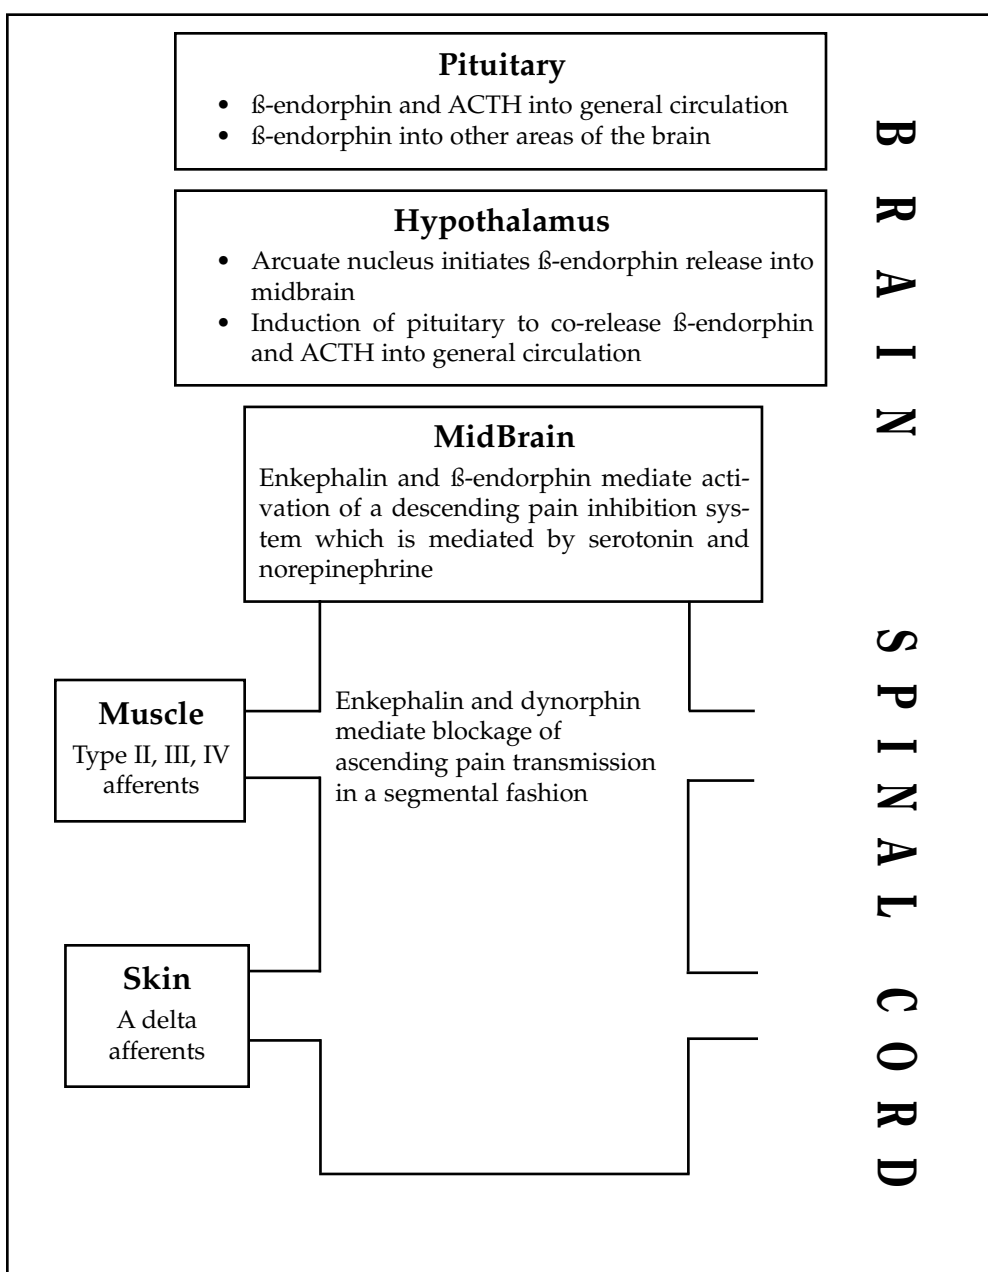 Pituitary
• ß-endorphin and ACTH into general circulation
• ß-endorphin into other areas of the brain
Hypothalamus
• Arcuate nucleus initiates ß-endorphin release into
midbrain
• Induction of pituitary to co-release ß-endorphin
and ACTH into general circulation
MidBrain
Enkephalin and ß-endorphin mediate acti-
vation of a descending pain inhibition sys-
tem which is mediated by serotonin and
norepinephrine
Muscle
Type II, III, IV
afferents
Enkephalin and dynorphin
mediate blockage of
ascending pain transmission
in a segmental fashion
Skin
A delta
afferents
BRAIN
SPINAL CORD